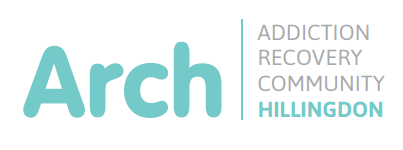 Arch
ADDICTION
RECOVERY
COMMUNITY
HILLINGDON